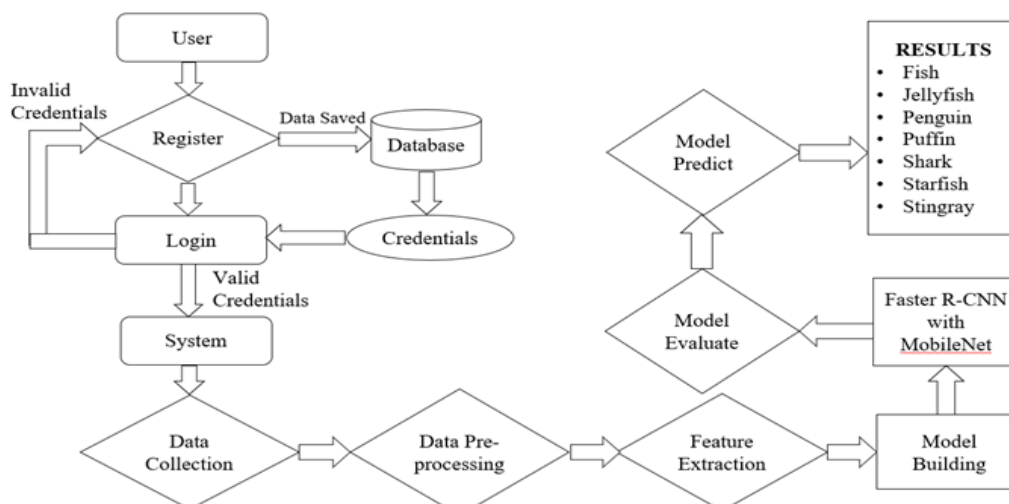 User
Invalid
Credentials
Register
Data Saved
Database
Login
Credentials
Valid
Credentials
System
Data
Collection
Data Pre-
processing
Feature
Extraction
Model
Building
Faster R-CNN
with
MobileNet
Model
Evaluate
Model
Predict
RESULTS
• Fish
• Jellyfish
• Penguin
• Puffin
• Shark
• Starfish
• Stingray